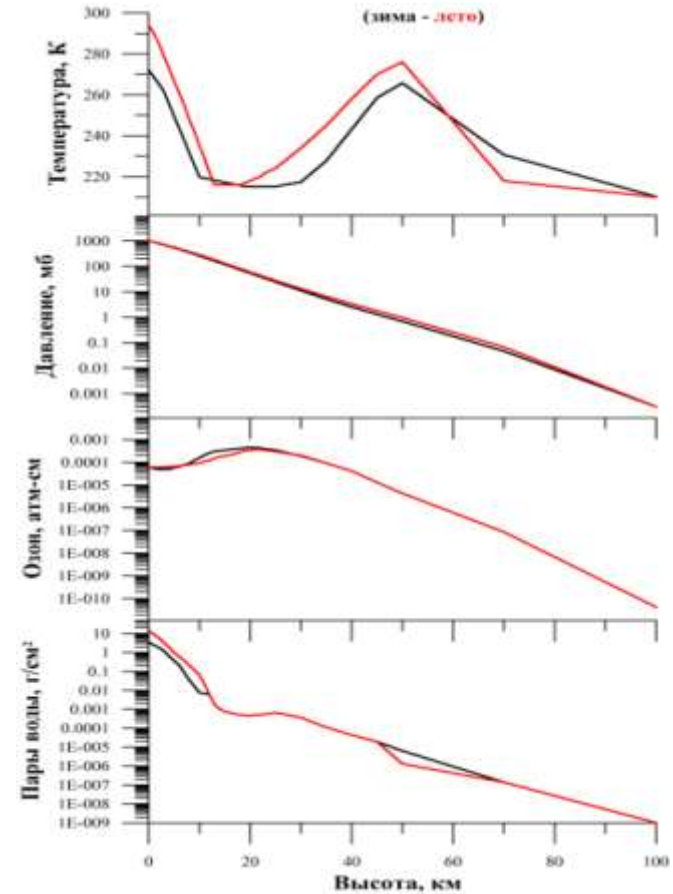 (зима - лето)
Температура, К
300
280
260
240
220
Давление, мб
1000
100
10
1
0.1
0.01
0.001
Озон, атм-см
0.001
0.0001
1E-005
1E-006
1E-007
1E-008
1E-009
1E-010
Пары воды, г/см²
10
1
0.1
0.01
0.001
0.0001
1E-005
1E-006
1E-007
1E-008
1E-009
0 20 40 60 80 100
Высота, км